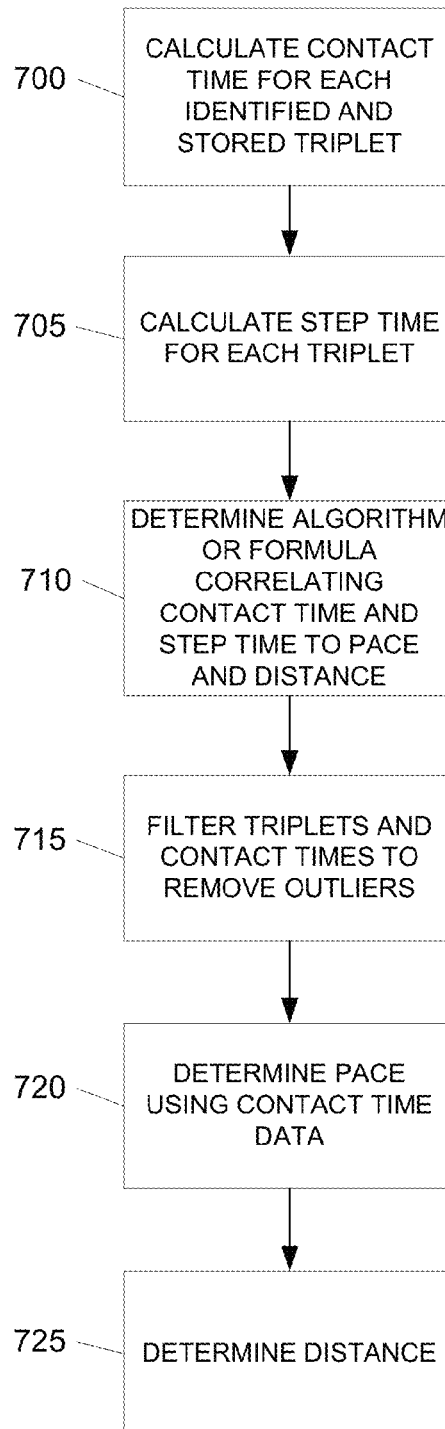 700
CALCULATE CONTACT
TIME FOR EACH
IDENTIFIED AND
STORED TRIPLET
705
CALCULATE STEP TIME
FOR EACH TRIPLET
710
DETERMINE ALGORITHM
OR FORMULA
CORRELATING
CONTACT TIME AND
STEP TIME TO PACE
AND DISTANCE
715
FILTER TRIPLETS AND
CONTACT TIMES TO
REMOVE OUTLIERS
720
DETERMINE PACE
USING CONTACT TIME
DATA
725
DETERMINE DISTANCE